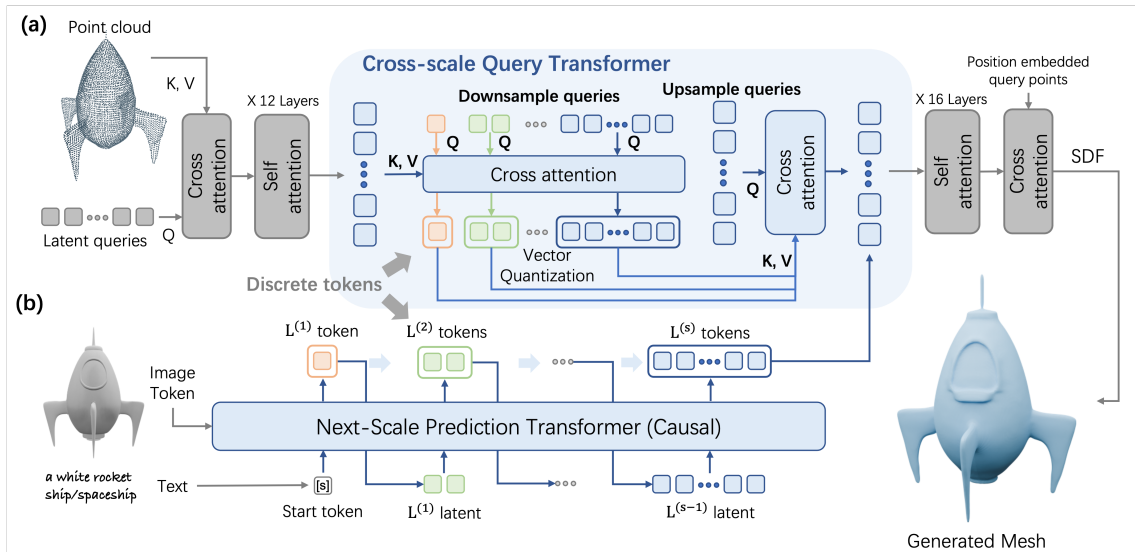 (a)
Point cloud
K, V
Cross
attention
X 12 Layers
Self
attention
Latent queries
Q
Cross-scale Query Transformer
Downsample queries
Q
Q
Q
K, V
Cross attention
Vector
Quantization
Upsample queries
Q
Cross
attention
K, V
X 16 Layers
Self
attention
Position embedded
query points
Cross
attention
SDF
Discrete tokens
(b)
Image
Token
a white rocket
ship/spaceship
Text
L(1) token
L(2) tokens
L(s) tokens
Next-Scale Prediction Transformer (Causal)
[s]
Start token
L(1) latent
L(s−1) latent
Generated Mesh